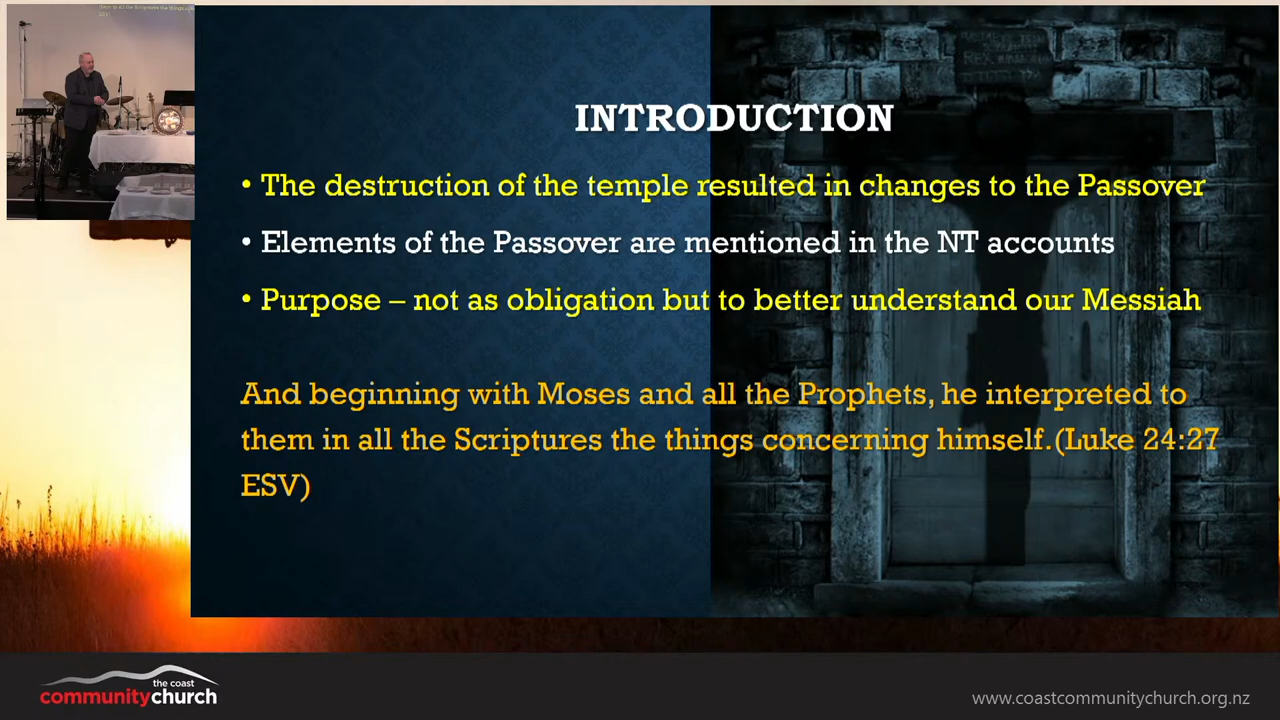 INTRODUCTION
• The destruction of the temple resulted in changes to the Passover
• Elements of the Passover are mentioned in the NT accounts
• Purpose – not as obligation but to better understand our Messiah
And beginning with Moses and all the Prophets, he interpreted to
them in all the Scriptures the things concerning himself.(Luke 24:27
ESV)
the coast
communitychurch
www.coastcommunitychurch.org.nz